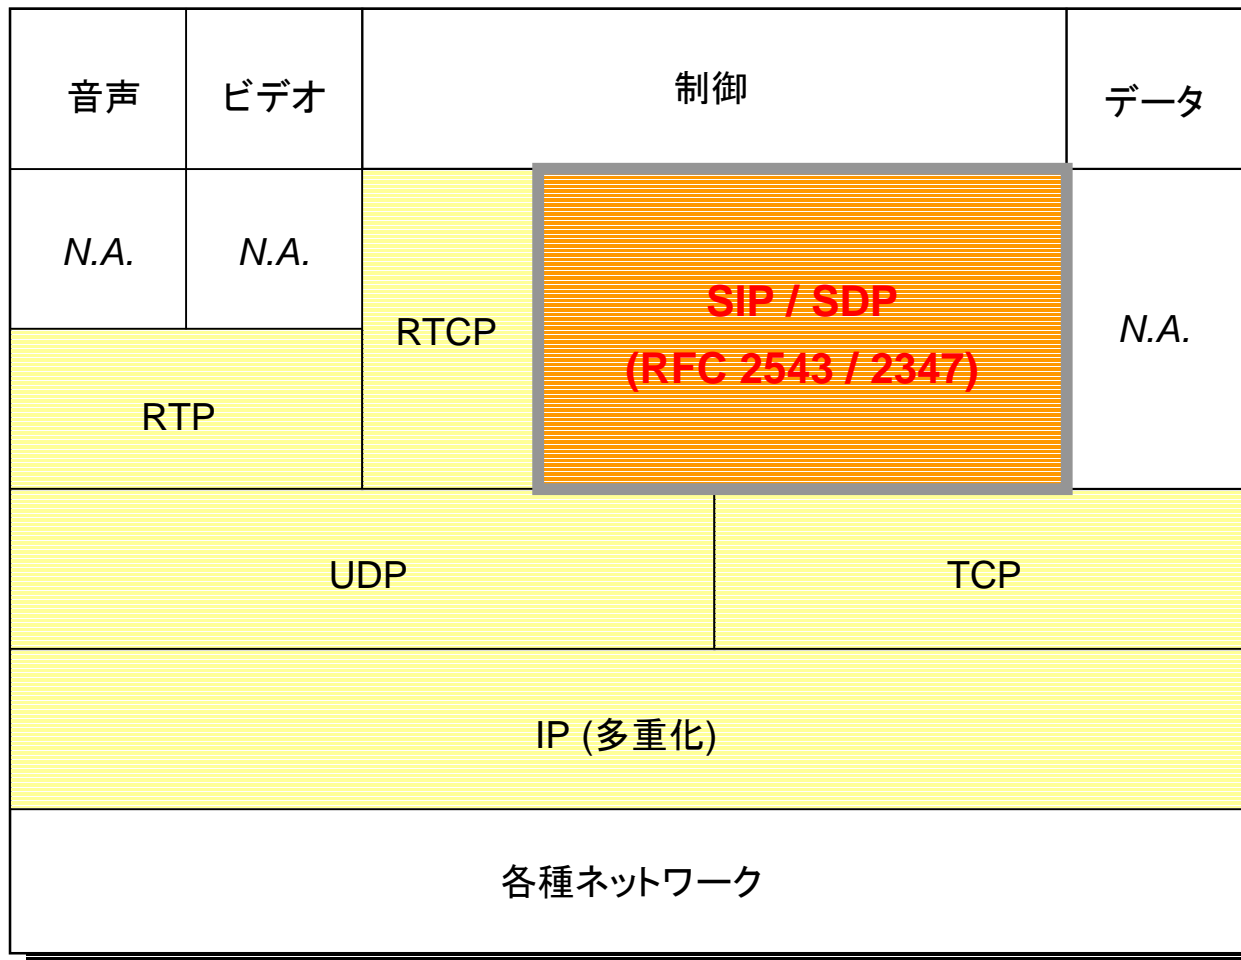 音声
ビデオ
制御
データ
N.A.
N.A.
RTCP
SIP / SDP
(RFC 2543 / 2347)
N.A.
RTP
UDP
TCP
IP (多重化)
各種ネットワーク